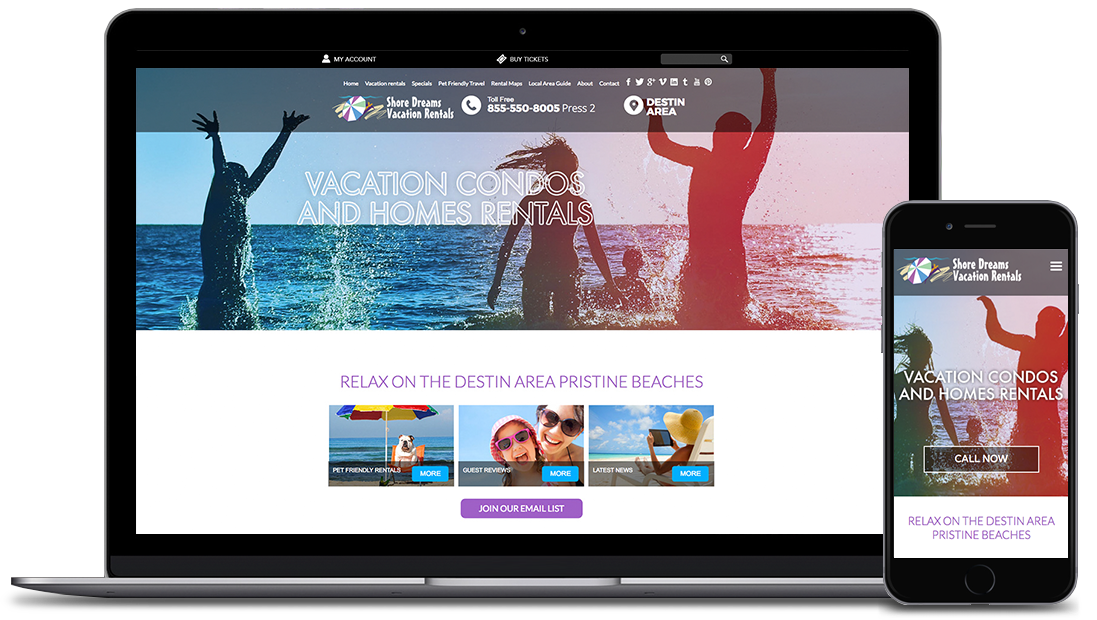 MY ACCOUNT
BUY TICKETS
Home Vacation rentals Specials Pet Friendly Travel Rental Maps Local Area Guide About Contact
Shore Dreams
Vacation Rentals
Toll Free
855-550-8005 Press 2
DESTIN
AREA
VACATION CONDOS
AND HOMES RENTALS
RELAX ON THE DESTIN AREA PRISTINE BEACHES
PET FRIENDLY RENTALS MORE
GUEST REVIEWS MORE
LATEST NEWS MORE
JOIN OUR EMAIL LIST
Shore Dreams
Vacation Rentals
VACATION CONDOS
AND HOMES RENTALS
CALL NOW
RELAX ON THE DESTIN AREA
PRISTINE BEACHES